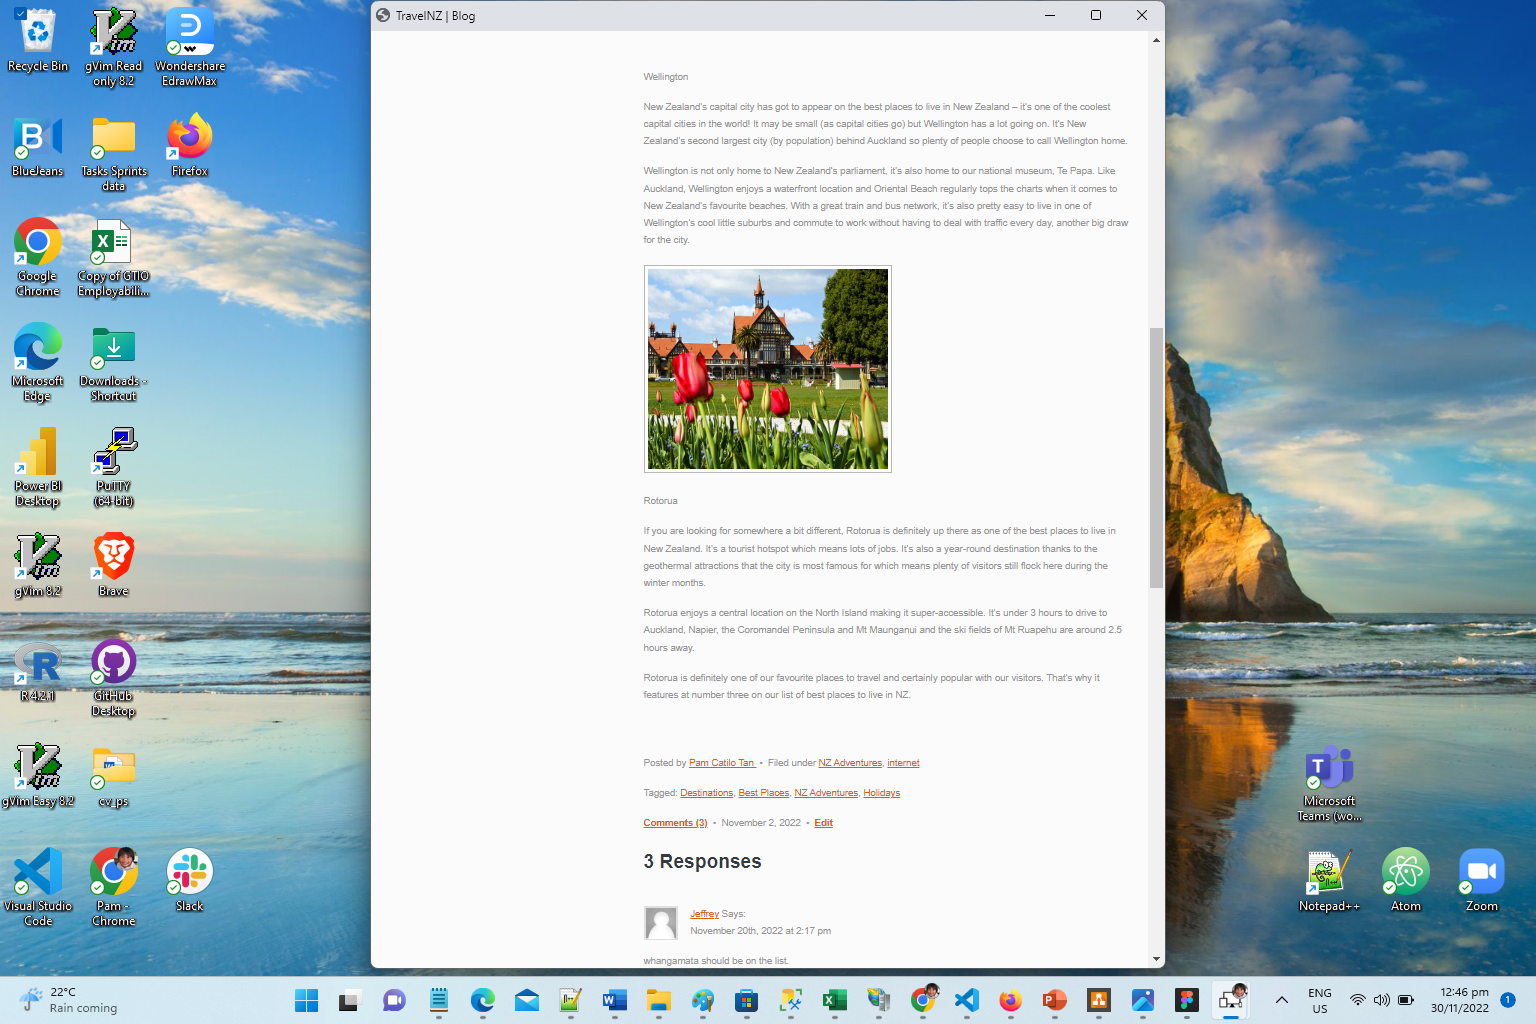 TravelNZ | Blog
Wellington
New Zealand's capital city has got to appear on the best places to live in New Zealand – it's one of the coolest
capital cities in the world! It may be small (as capital cities go) but Wellington has a lot going on. It's New
Zealand's second largest city (by population) behind Auckland so plenty of people choose to call Wellington home.
Wellington is not only home to New Zealand's parliament, it's also home to our national museum, Te Papa. Like
Auckland, Wellington enjoys a waterfront location and Oriental Beach regularly tops the charts when it comes to
New Zealand's favourite beaches. With a great train and bus network, it's also pretty easy to live in one of
Wellington's cool little suburbs and commute to work without having to deal with traffic every day, another big draw
for the city.
Rotorua
If you are looking for somewhere a bit different, Rotorua is definitely up there as one of the best places to live in
New Zealand. It's a tourist hotspot which means lots of jobs. It's also a year-round destination thanks to the
geothermal attractions that the city is most famous for which means plenty of visitors still flock here during the
winter months.
Rotorua enjoys a central location on the North Island making it super-accessible. It's under 3 hours to drive to
Auckland, Napier, the Coromandel Peninsula and Mt Maunganui and the ski fields of Mt Ruapehu are around 2.5
hours away.
Rotorua is definitely one of our favourite places to travel and certainly popular with our visitors. That's why it
features at number three on our list of best places to live in NZ.
Posted by Pam Catilo Tan • Filed under NZ Adventures, internet
Tagged: Destinations, Best Places, NZ Adventures, Holidays
Comments (3) • November 2, 2022 • Edit
3 Responses
Jeffrey Says:
November 20th, 2022 at 2:17 pm
whangamata should be on the list.
Recycle Bin
gVim Read
only 8.2
Wondershare
EdrawMax
BlueJeans
Tasks Sprints
data
Firefox
Google
Chrome
Copy of GTIO
Employabili...
Microsoft
Edge
Downloads -
Shortcut
Power BI
Desktop
PuTTY
(64-bit)
gVim 8.2
Brave
R 4.2.1
GitHub
Desktop
gVim Easy 8.2
cv_ps
Visual Studio
Code
Pam -
Chrome
Slack
Microsoft
Teams (wo...
Notepad++
Atom
Zoom
22°C
Rain coming
ENG
US
12:46 pm
30/11/2022
1